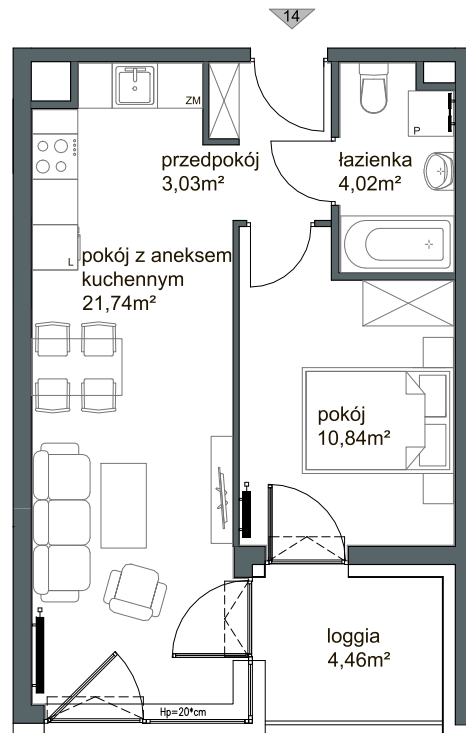 14
ZM
P
przedpokój
3,03m²
łazienka
4,02m²
L
pokój z aneksem
kuchennym
21,74m²
pokój
10,84m²
loggia
4,46m²
Hp=20*cm